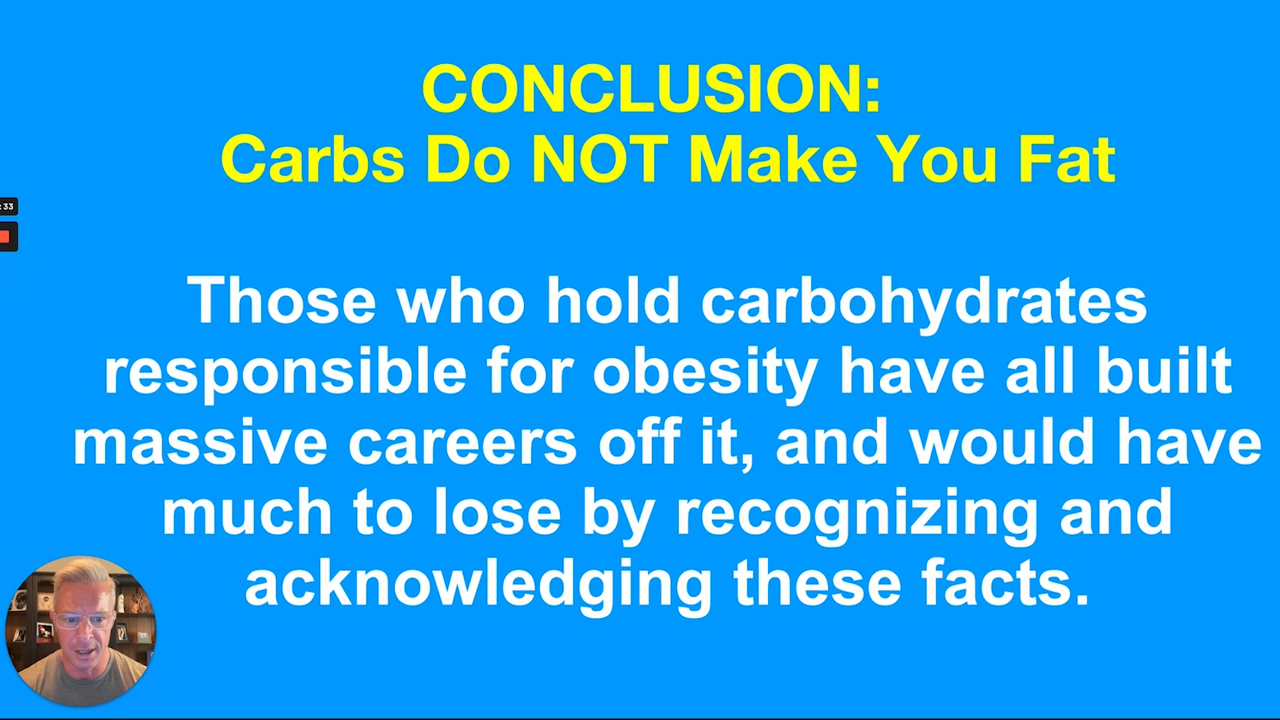 CONCLUSION:
Carbs Do NOT Make You Fat
:33
Those who hold carbohydrates
responsible for obesity have all built
massive careers off it, and would have
much to lose by recognizing and
acknowledging these facts.